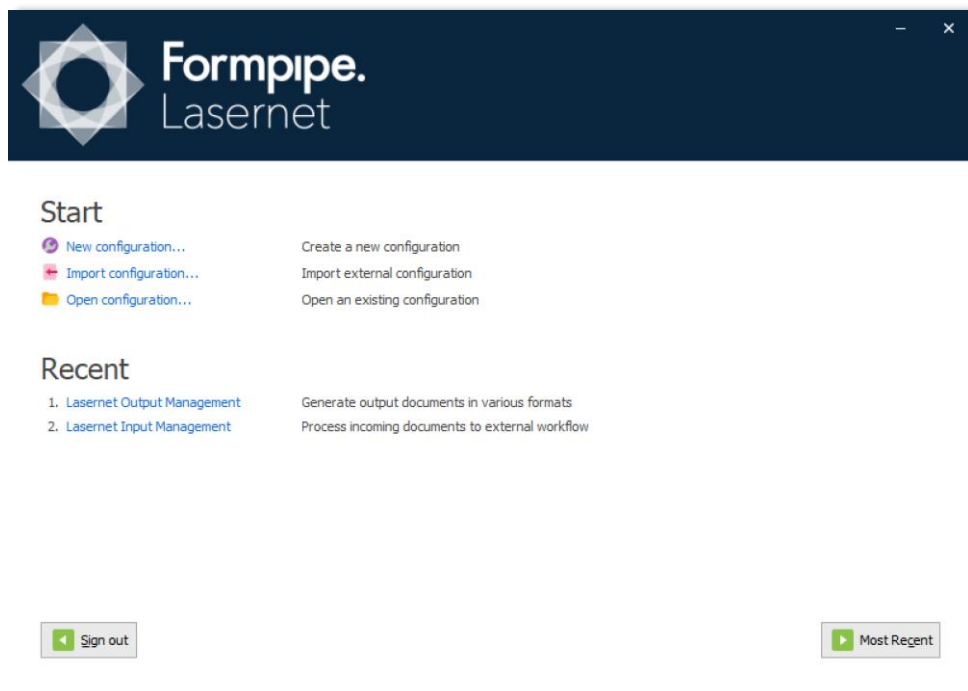 Formpipe.
Lasernet
Start
New configuration... Create a new configuration
Import configuration... Import external configuration
Open configuration... Open an existing configuration
Recent
1. Lasernet Output Management Generate output documents in various formats
2. Lasernet Input Management Process incoming documents to external workflow
Sign out Most Recent